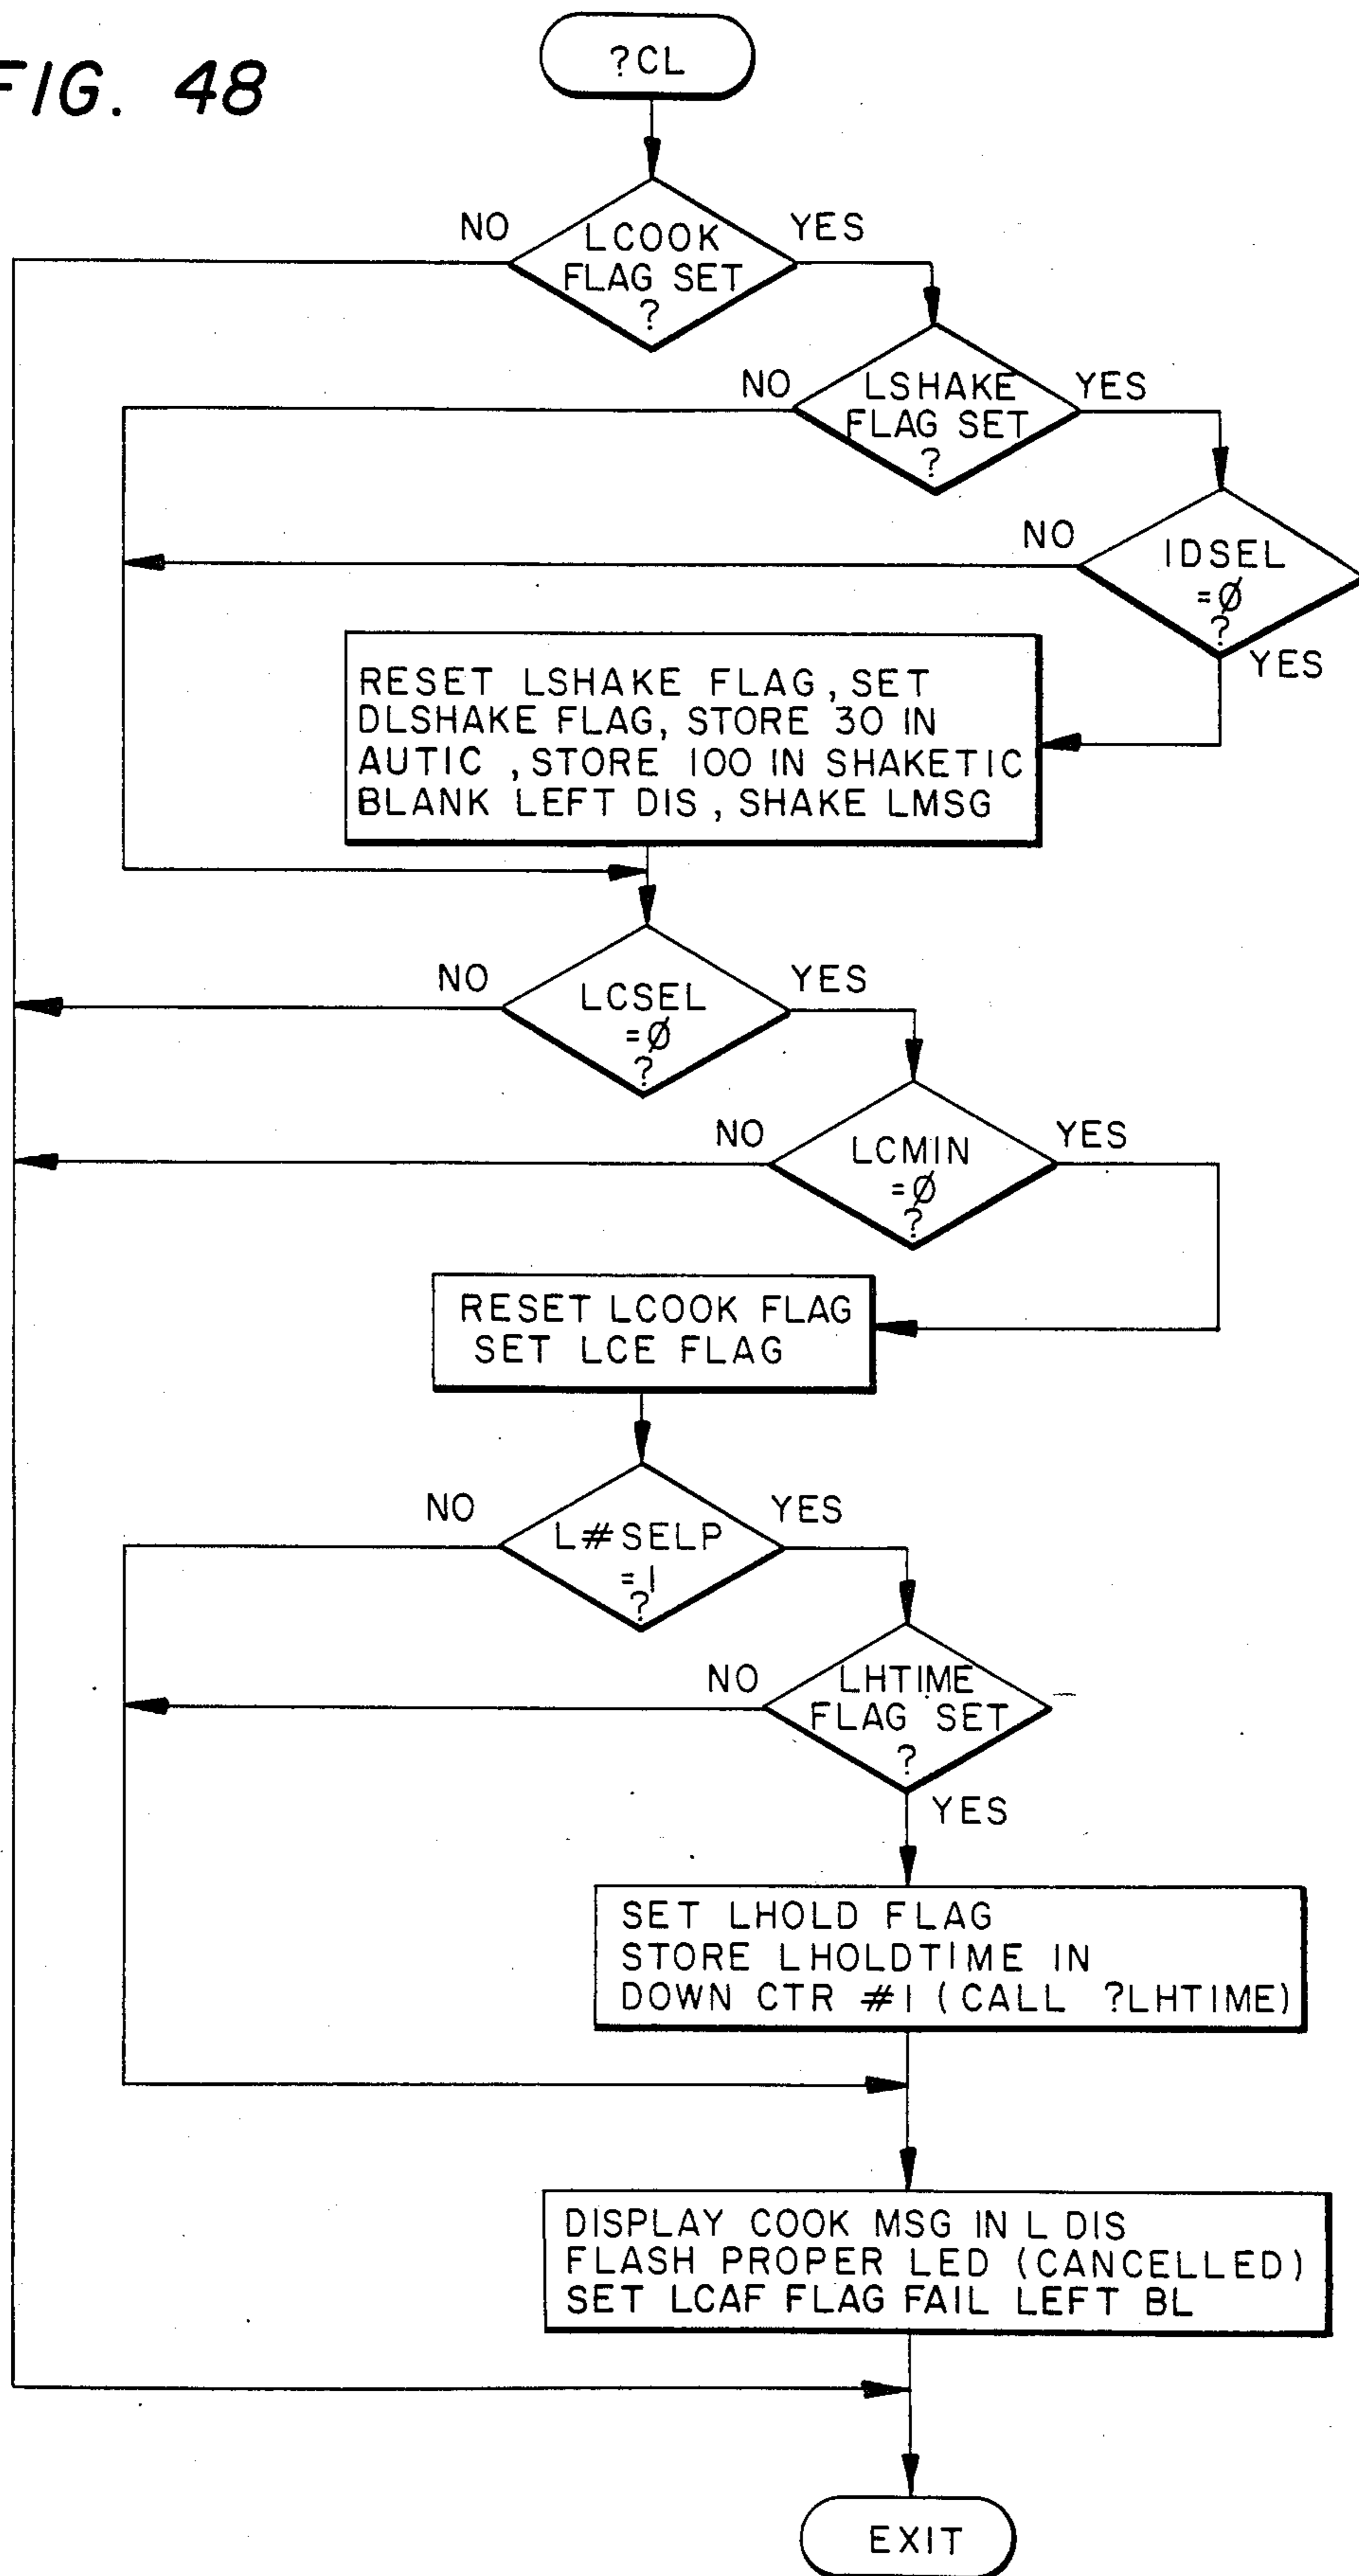 FIG. 48
?CL
NO
YES
LCOOK
FLAG SET
?
NO
YES
LSHAKE
FLAG SET
?
NO
IDSEL
=Ø
?
YES
RESET LSHAKE FLAG, SET
DLSHAKE FLAG, STORE 30 IN
AUTIC , STORE 100 IN SHAKETIC
BLANK LEFT DIS , SHAKE LMSG
NO
YES
LCSEL
=Ø
?
NO
YES
LCMIN
=Ø
?
RESET LCOOK FLAG
SET LCE FLAG
NO
YES
L#SELP
=1
?
NO
LHTIME
FLAG SET
?
YES
SET LHOLD FLAG
STORE LHOLDTIME IN
DOWN CTR #1 (CALL ?LHTIME)
DISPLAY COOK MSG IN L DIS
FLASH PROPER LED (CANCELLED)
SET LCAF FLAG FAIL LEFT BL
EXIT